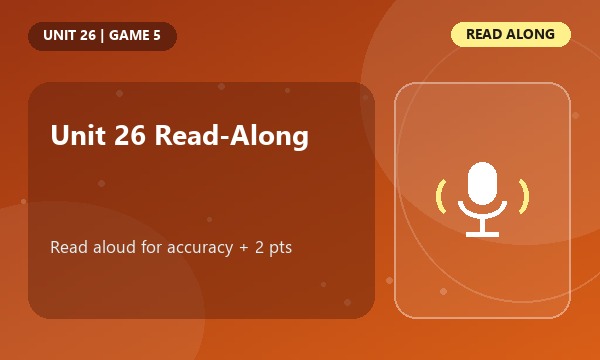 UNIT 26 | GAME 5
READ ALONG
Unit 26 Read-Along
Read aloud for accuracy + 2 pts